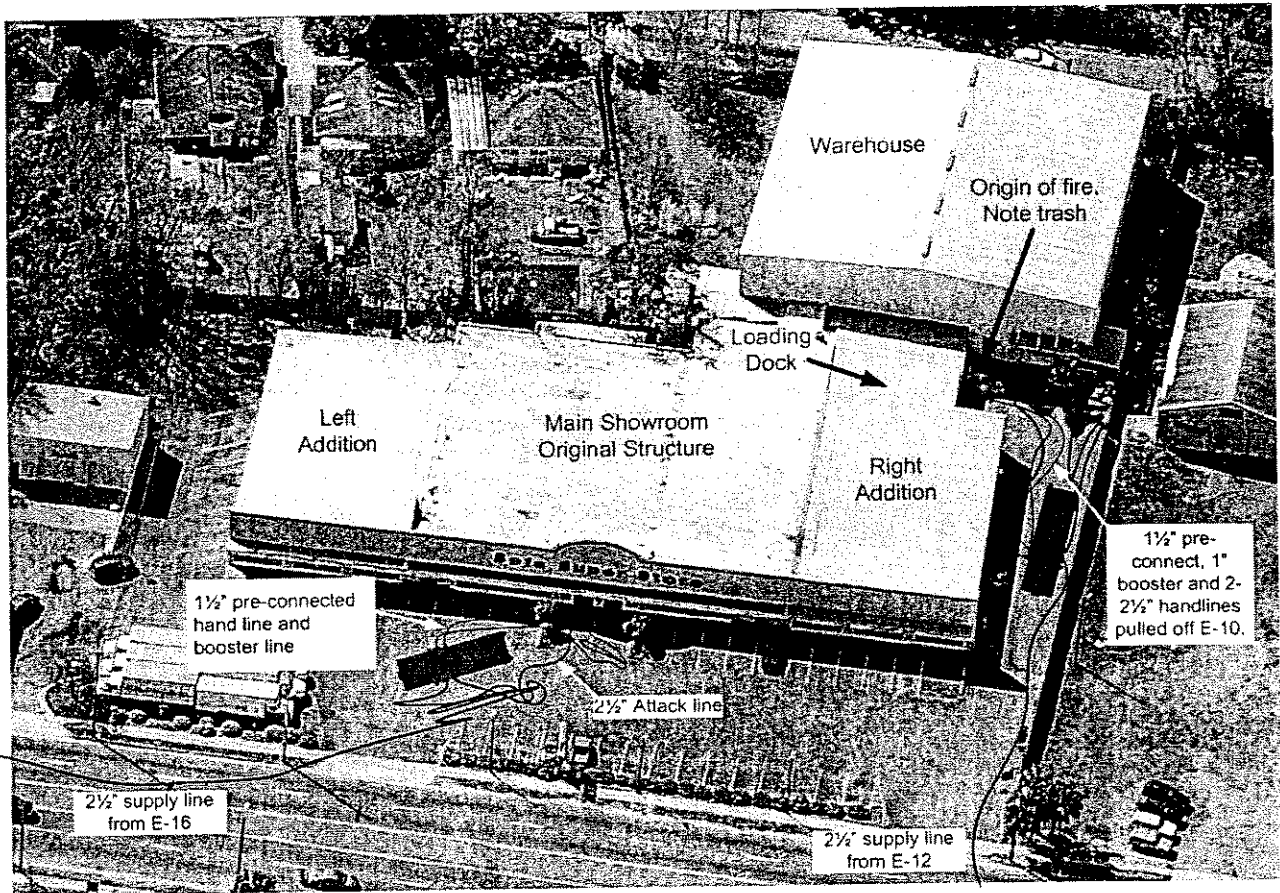 Warehouse
Origin of fire.
Note trash
Loading
Dock
Left
Addition
Main Showroom
Original Structure
Right
Addition
1½" pre-
connect, 1"
booster and 2-
2½" handlines
pulled off E-10.
1½" pre-connected
hand line and
booster line
2½" Attack line
2½" supply line
from E-16
2½" supply line
from E-12